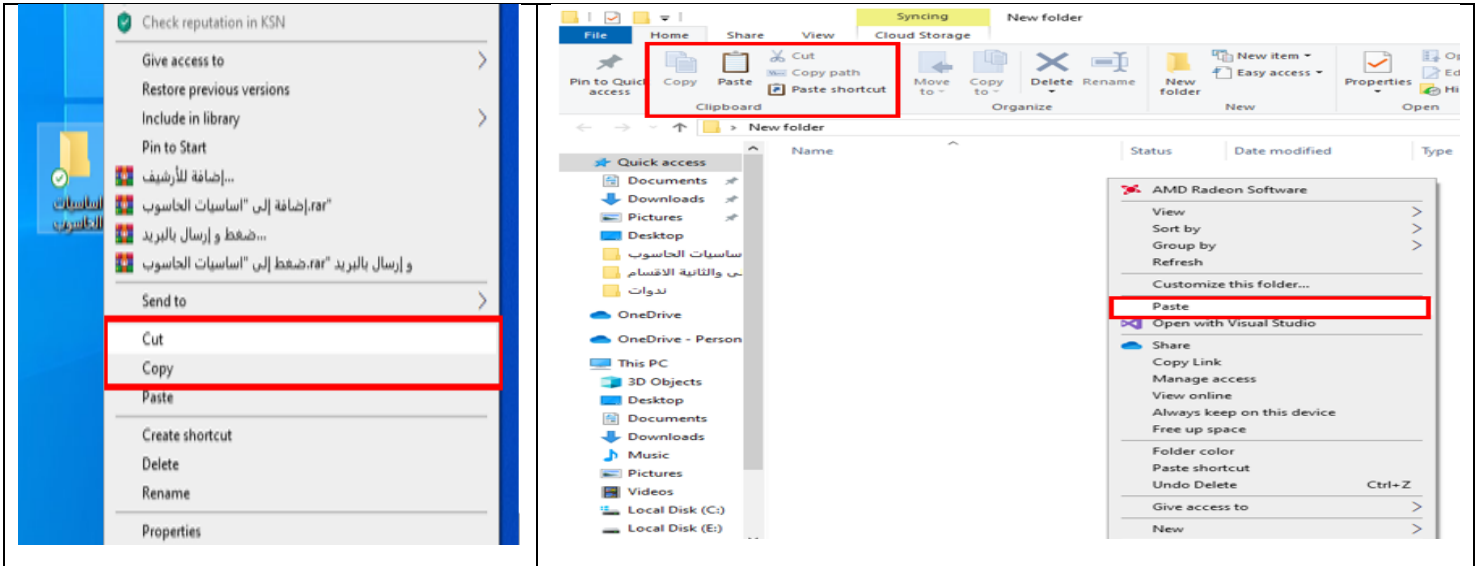 Check reputation in KSN
Give access to
Restore previous versions
Include in library
Pin to Start
إضافة للأرشيف...
إضافة إلى "اساسيات الحاسوب.rar"
ضغط و إرسال بالبريد...
ضغط إلى "اساسيات الحاسوب.rar" و إرسال بالبريد
Send to
Cut
Copy
Paste
Create shortcut
Delete
Rename
Properties
اساسيات
الحاسوب
Syncing New folder
File Home Share View Cloud Storage
Pin to Quick access
Copy
Paste
Cut
Copy path
Paste shortcut
Clipboard
Move to
Copy to
Delete
Rename
Organize
New folder
New item
Easy access
New
Properties
Open
New folder
Name Status Date modified Type
Quick access
Documents
Downloads
Pictures
Desktop
ساسيات الحاسوب
ى والثانية الاقسام
ندوات
OneDrive
OneDrive - Person
This PC
3D Objects
Desktop
Documents
Downloads
Music
Pictures
Videos
Local Disk (C:)
Local Disk (E:)
AMD Radeon Software
View
Sort by
Group by
Refresh
Customize this folder...
Paste
Open with Visual Studio
Share
Copy Link
Manage access
View online
Always keep on this device
Free up space
Folder color
Paste shortcut
Undo Delete Ctrl+Z
Give access to
New